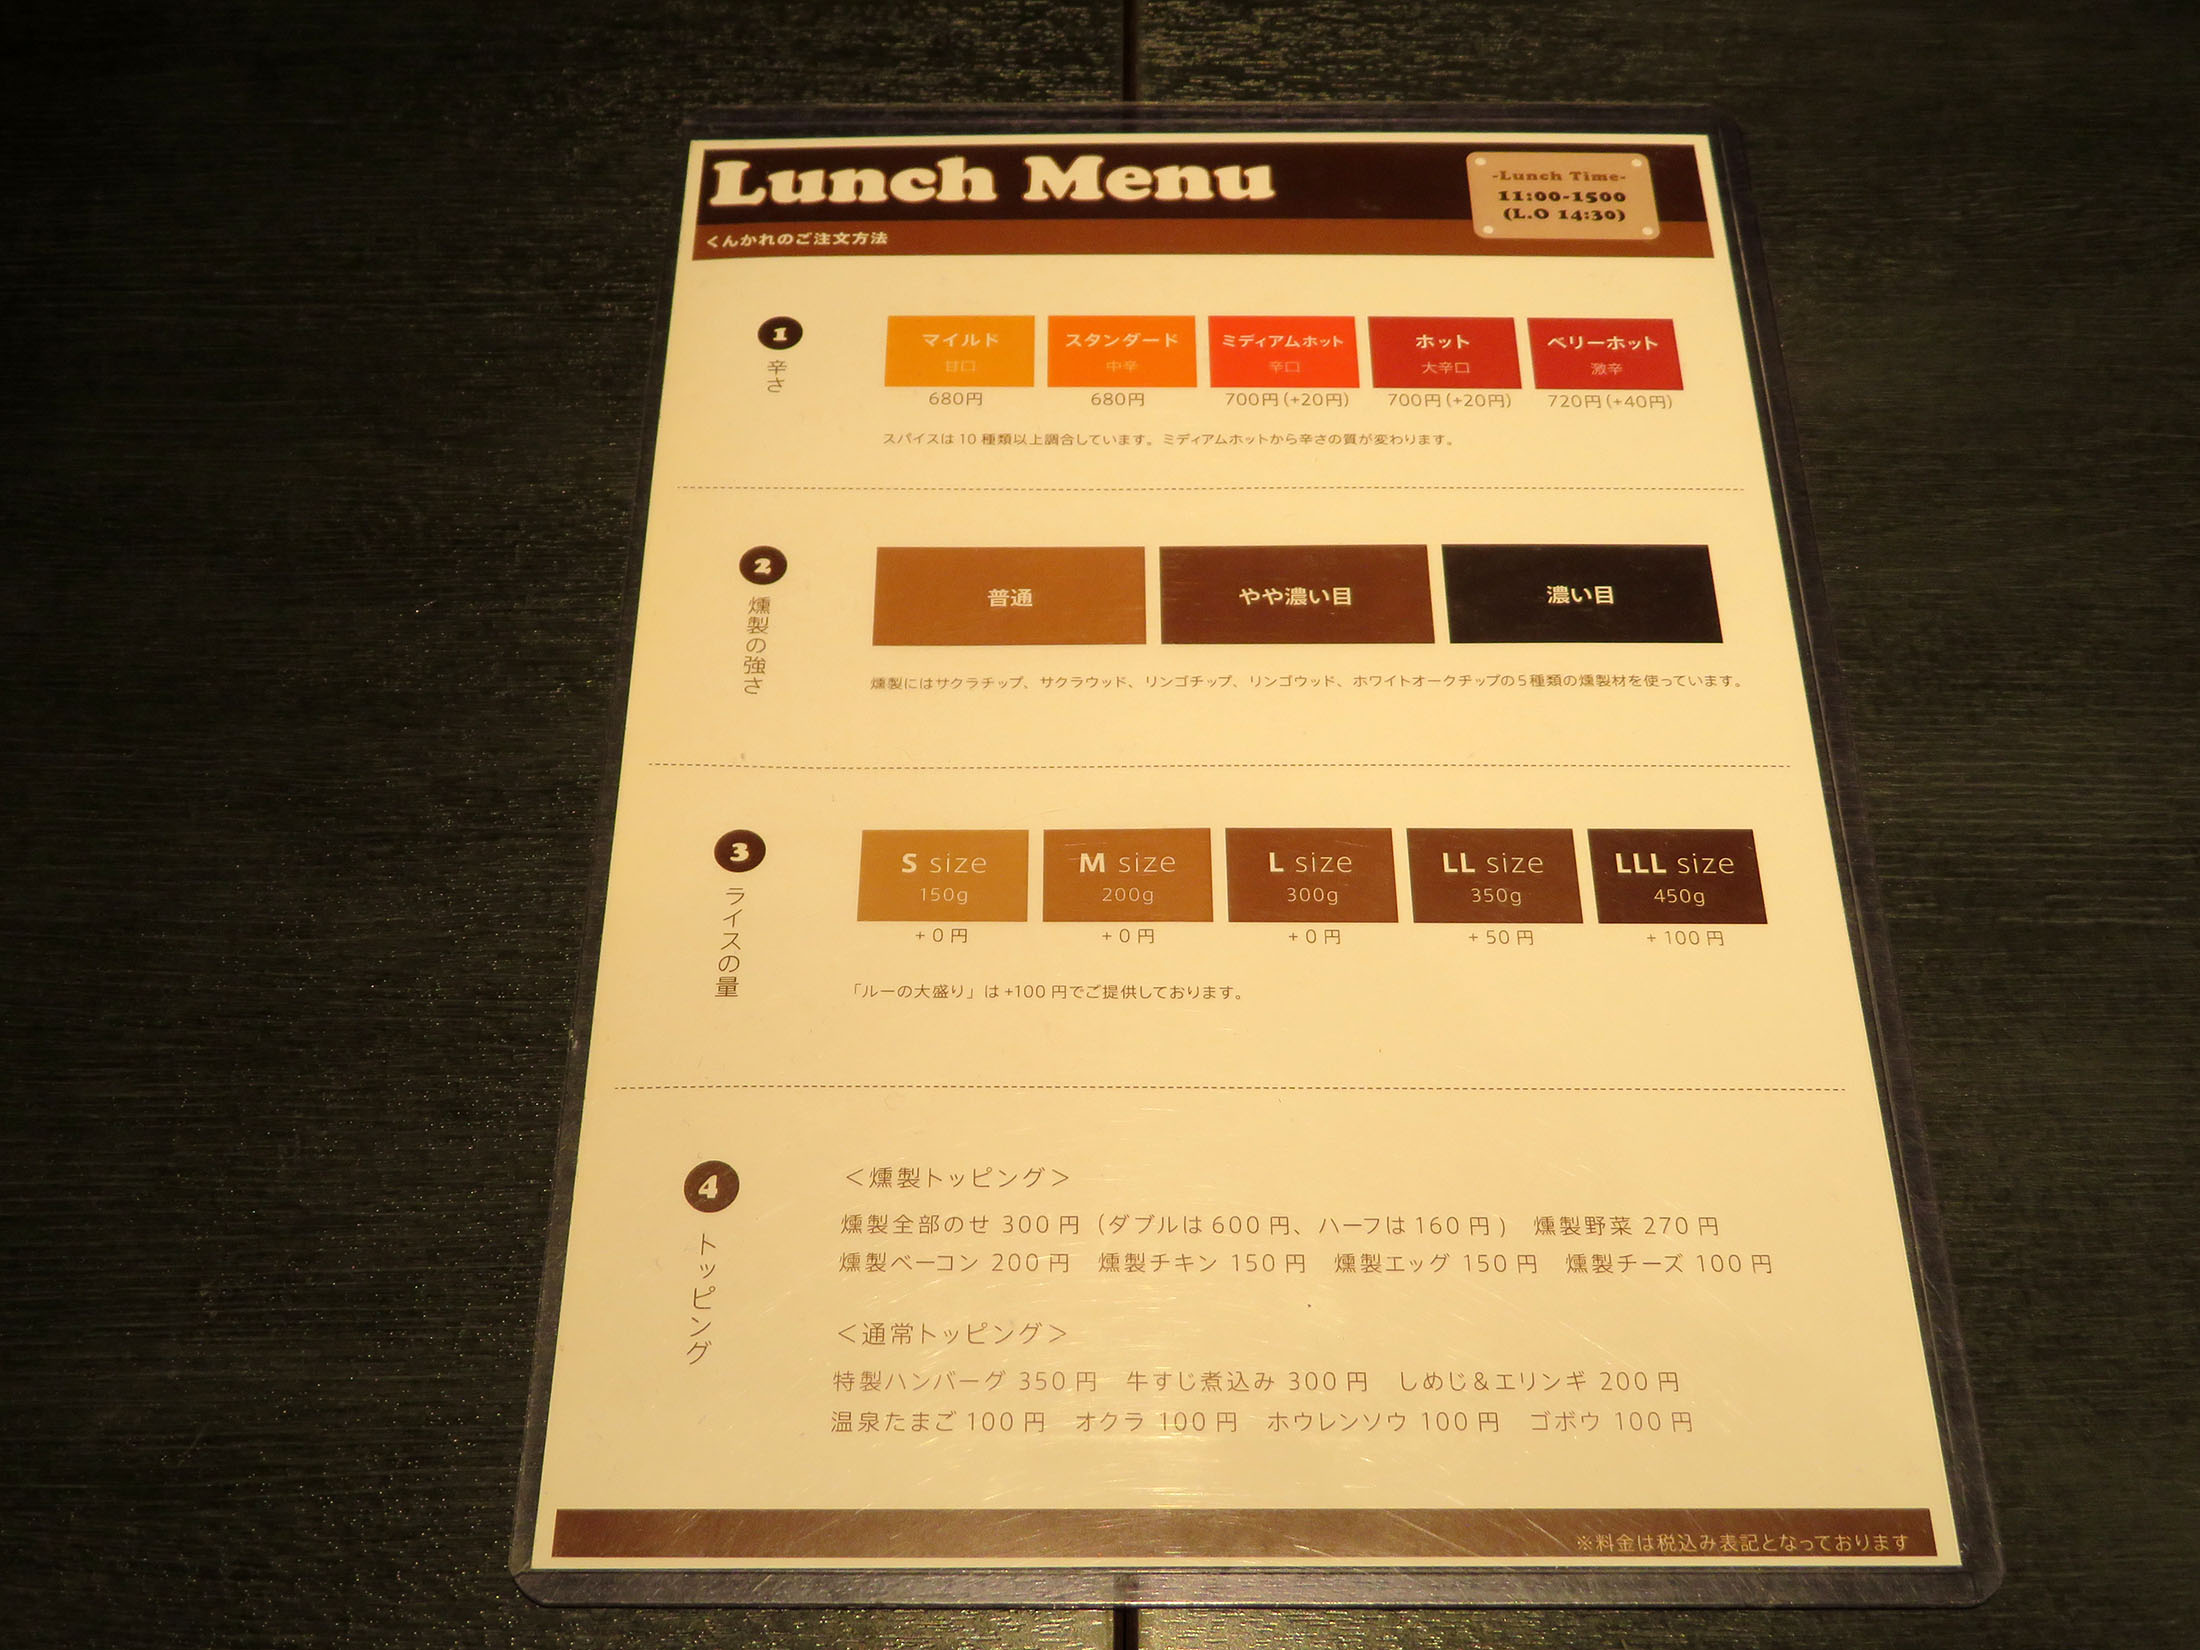 Lunch Menu
-Lunch Time-
11:00-1500
(L.O 14:30)
くんかれのご注文方法
1
辛さ
マイルド
甘口
680円
スタンダード
中辛
680円
ミディアムホット
辛口
700円(+20円)
ホット
大辛口
700円(+20円)
ベリーホット
激辛
720円(+40円)
スパイスは10種類以上調合しています。ミディアムホットから辛さの質が変わります。
2
燻製の強さ
普通
やや濃い目
濃い目
燻製にはサクラチップ、サクラウッド、リンゴチップ、リンゴウッド、ホワイトオークチップの5種類の燻製材を使っています。
3
ライスの量
S size
150g
+0円
M size
200g
+0円
L size
300g
+0円
LL size
350g
+50円
LLL size
450g
+100円
「ルーの大盛り」は+100円でご提供しております。
4
トッピング
＜燻製トッピング＞
燻製全部のせ 300円（ダブルは600円、ハーフは160円） 燻製野菜 270円
燻製ベーコン 200円 燻製チキン 150円 燻製エッグ 150円 燻製チーズ 100円
＜通常トッピング＞
特製ハンバーグ 350円 牛すじ煮込み 300円 しめじ＆エリンギ 200円
温泉たまご 100円 オクラ 100円 ホウレンソウ 100円 ゴボウ 100円
※料金は税込み表記となっております